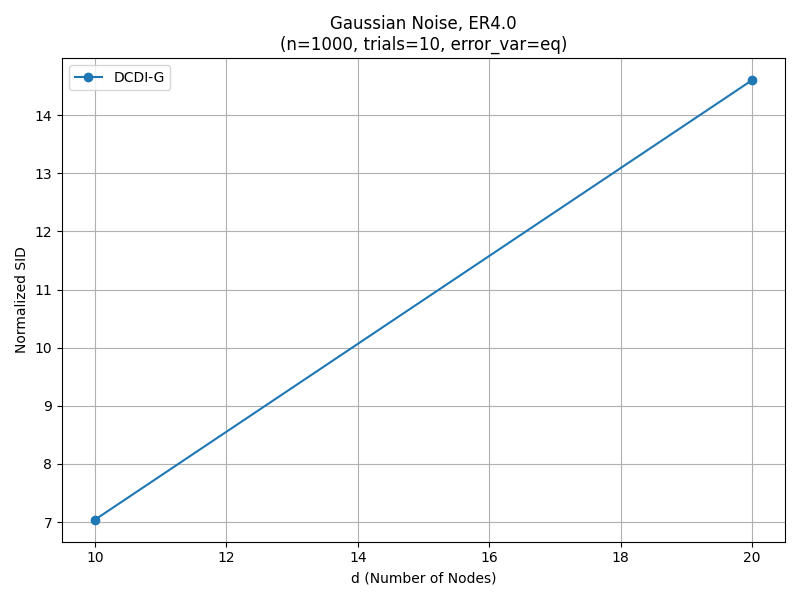 Gaussian Noise, ER4.0
(n=1000, trials=10, error_var=eq)
DCDI-G
Normalized SID
14
13
12
11
10
9
8
7
10 12 14 16 18 20
d (Number of Nodes)